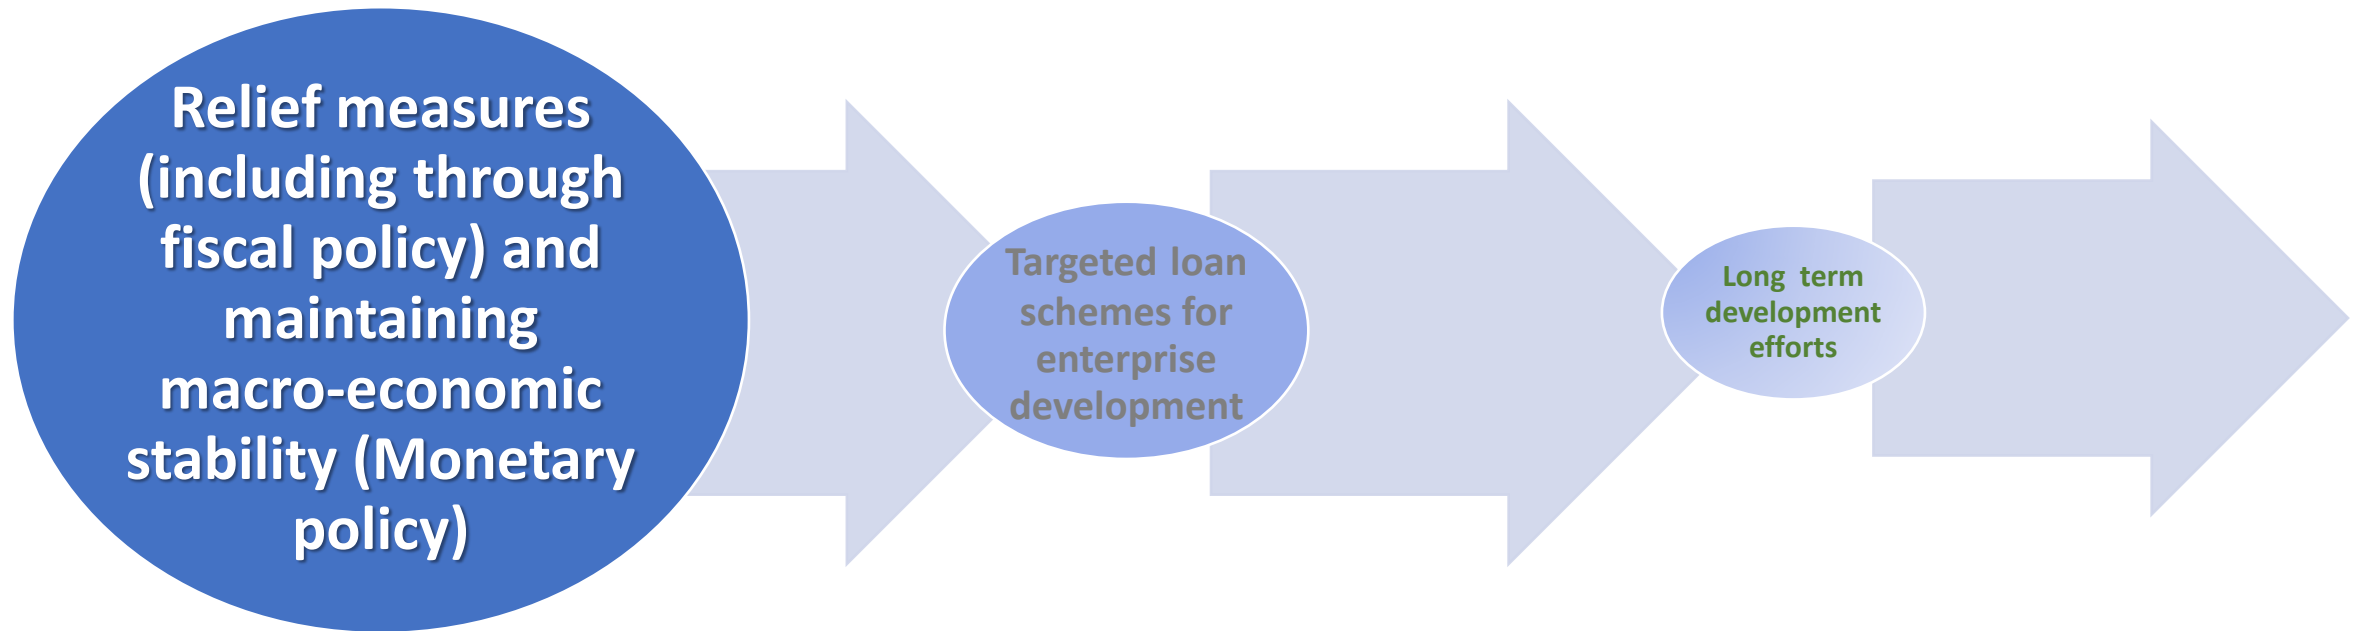 Relief measures
(including through
fiscal policy) and
maintaining
macro-economic
stability (Monetary
policy)
Targeted loan
schemes for
enterprise
development
Long term
development
efforts